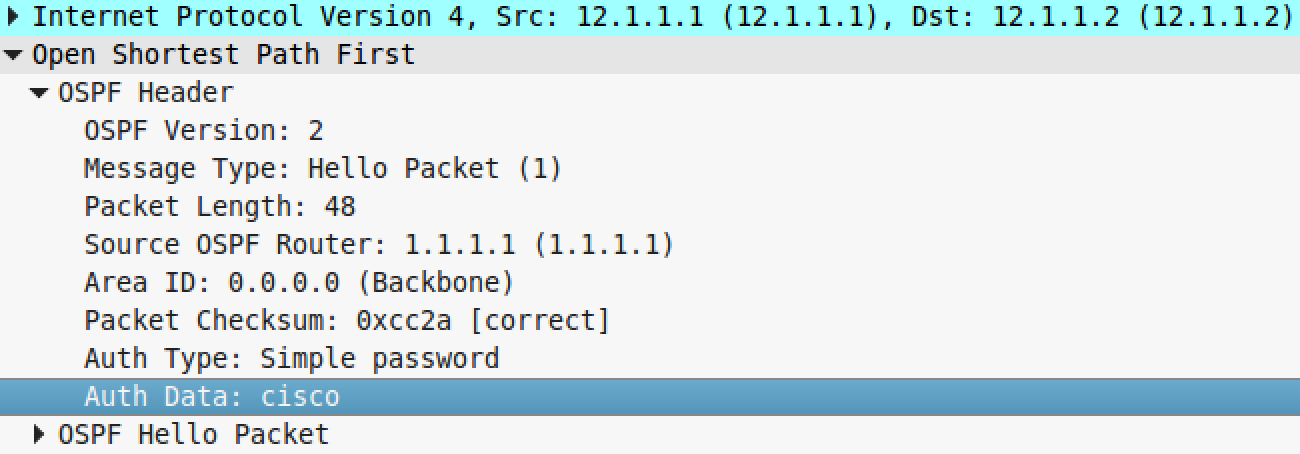 Internet Protocol Version 4, Src: 12.1.1.1 (12.1.1.1), Dst: 12.1.1.2 (12.1.1.2)
Open Shortest Path First
OSPF Header
OSPF Version: 2
Message Type: Hello Packet (1)
Packet Length: 48
Source OSPF Router: 1.1.1.1 (1.1.1.1)
Area ID: 0.0.0.0 (Backbone)
Packet Checksum: 0xcc2a [correct]
Auth Type: Simple password
Auth Data: cisco
OSPF Hello Packet